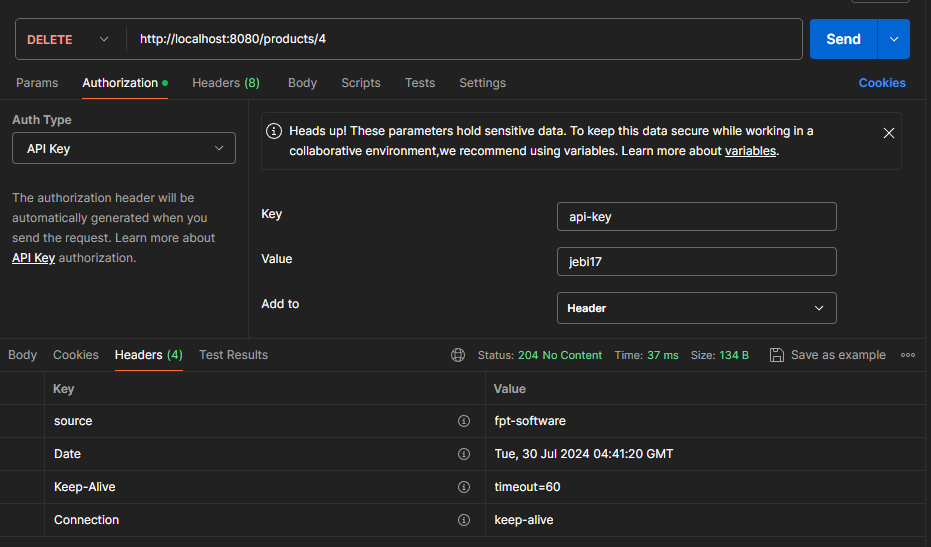 DELETE http://localhost:8080/products/4 Send
Params Authorization Headers (8) Body Scripts Tests Settings Cookies
Auth Type
API Key
The authorization header will be
automatically generated when you
send the request. Learn more about
API Key authorization.
Heads up! These parameters hold sensitive data. To keep this data secure while working in a
collaborative environment,we recommend using variables. Learn more about variables.
Key api-key
Value jebl17
Add to Header
Body Cookies Headers (4) Test Results Status: 204 No Content Time: 37 ms Size: 134 B Save as example
Key Value
source fpt-software
Date Tue, 30 Jul 2024 04:41:20 GMT
Keep-Alive timeout=60
Connection keep-alive